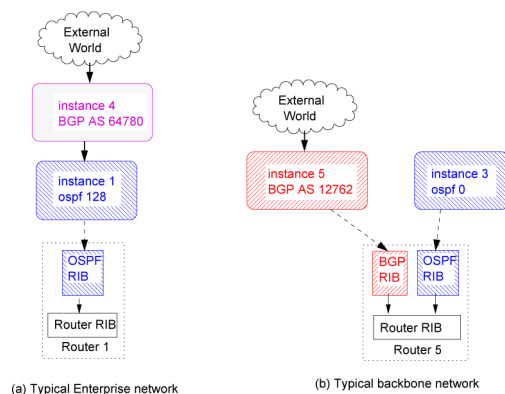 External
World
instance 4
BGP AS 64780
instance 1
ospf 128
OSPF
RIB
Router RIB
Router 1
(a) Typical Enterprise network
External
World
instance 5
BGP AS 12762
instance 3
ospf 0
BGP
RIB
OSPF
RIB
Router RIB
Router 5
(b) Typical backbone network